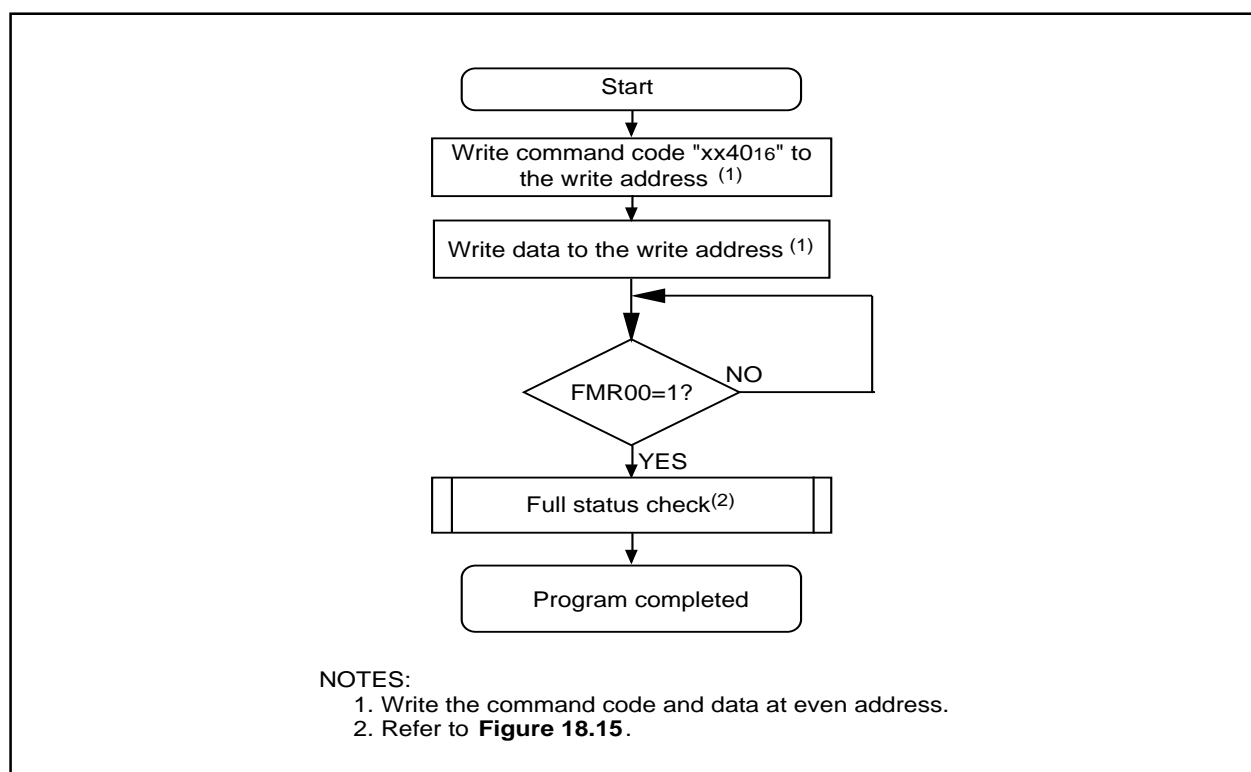 Start
Write command code "xx4016" to
the write address (1)
Write data to the write address (1)
FMR00=1?
NO
YES
Full status check(2)
Program completed
NOTES:
1. Write the command code and data at even address.
2. Refer to Figure 18.15.